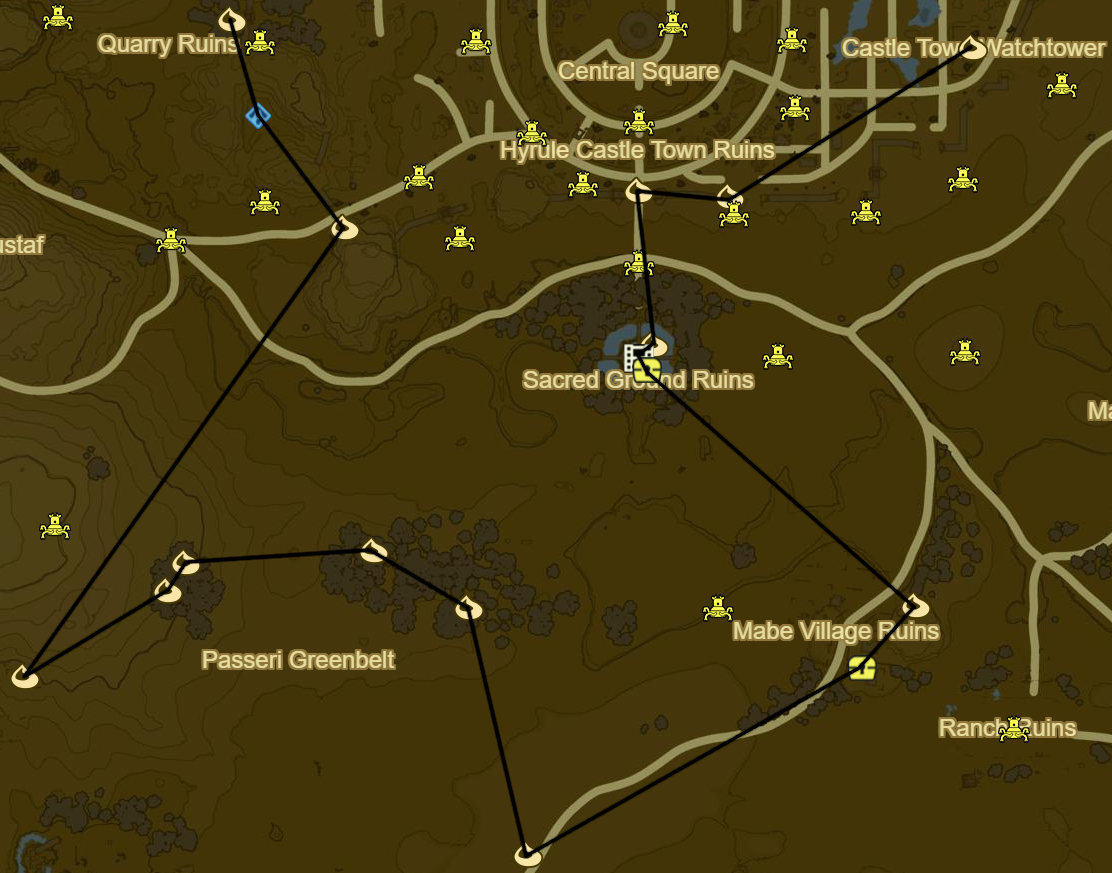 Quarry Ruins
Castle Town Watchtower
Central Square
Hyrule Castle Town Ruins
ustaf
Sacred Ground Ruins
Ma
Mabe Village Ruins
Passeri Greenbelt
Ranch Ruins